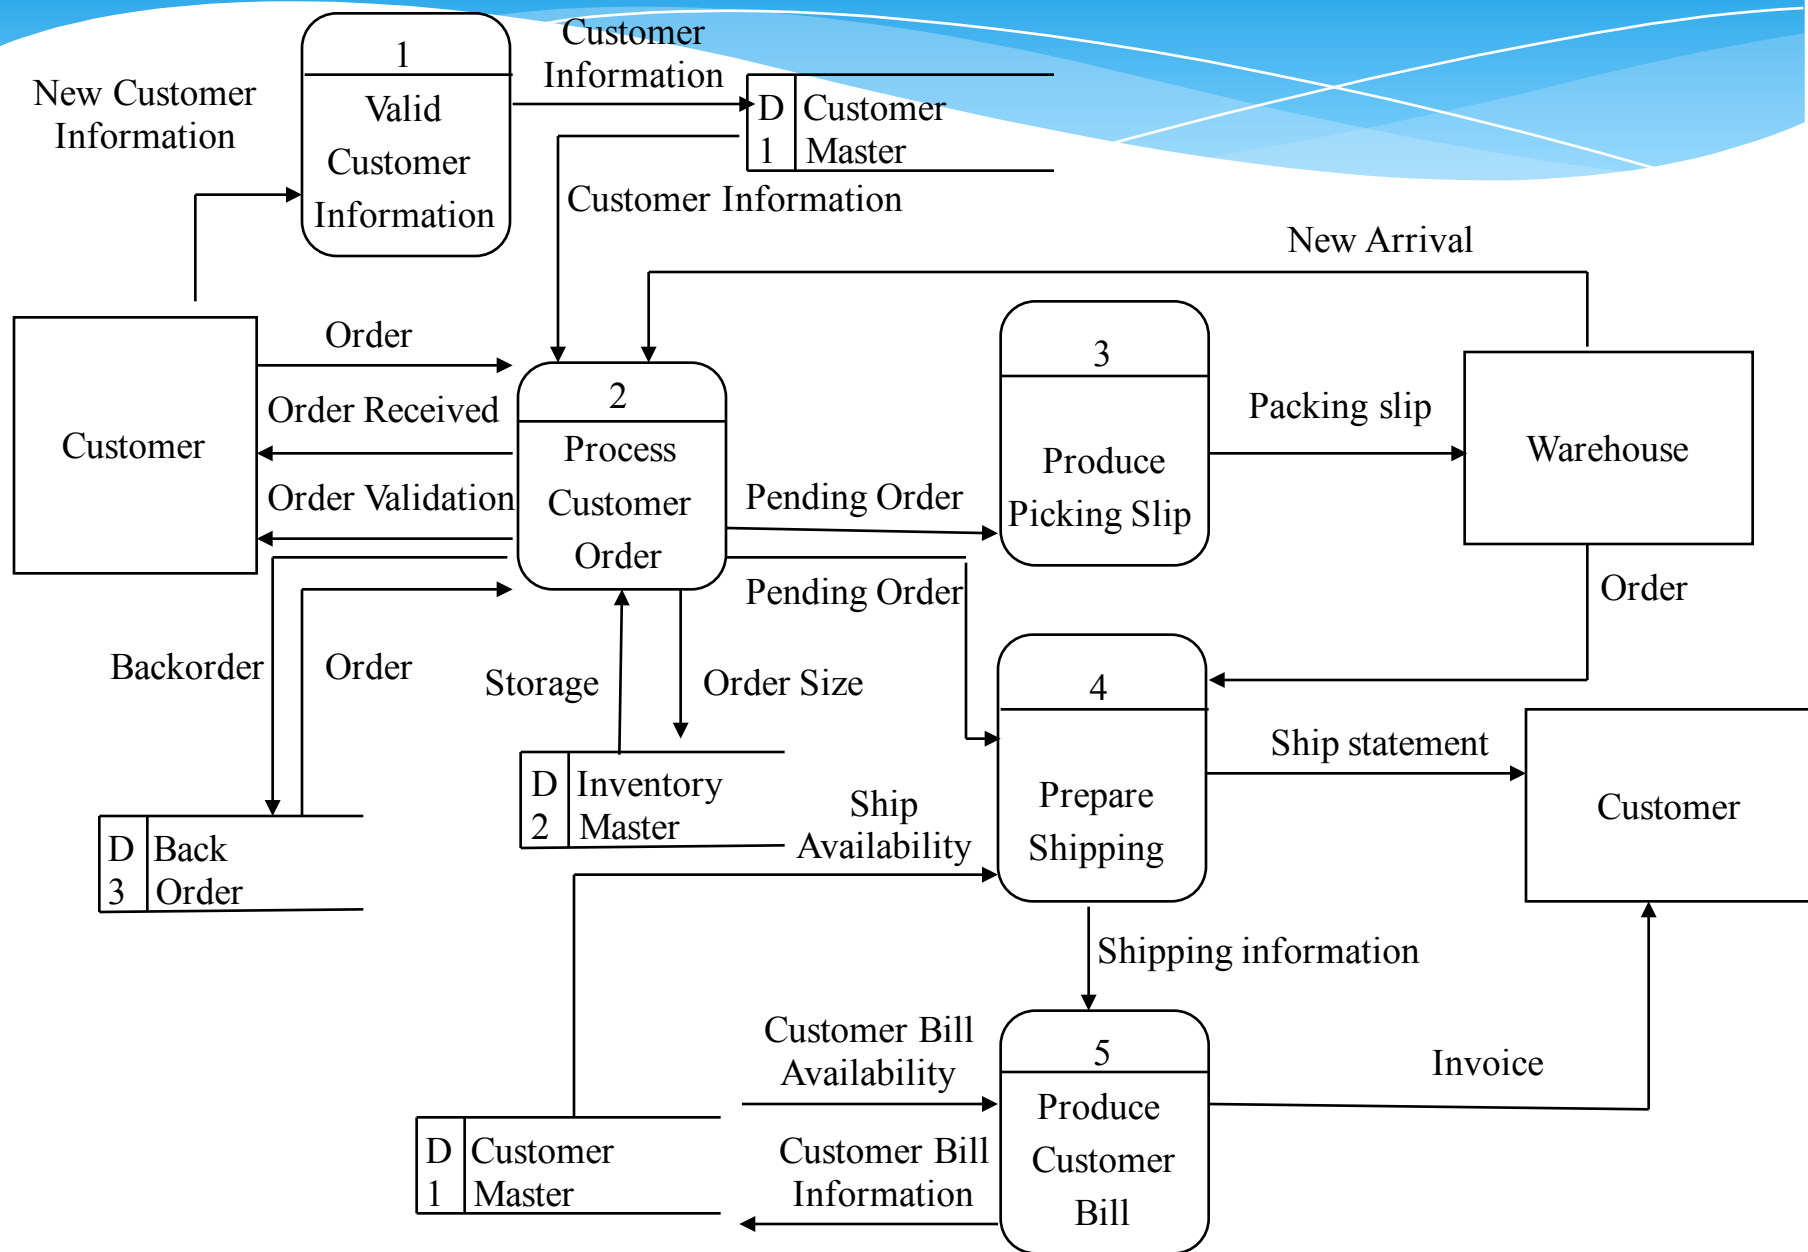 1
Customer
Information
New Customer
Information
Valid
Customer
Information
D
1
Customer
Master
Customer Information
New Arrival
Customer
Order
Order Received
Order Validation
2
Process
Customer
Order
3
Produce
Picking Slip
Packing slip
Warehouse
Pending Order
Pending Order
Order
Backorder
Order
Storage
Order Size
4
Prepare
Shipping
Ship statement
Customer
D
2
Inventory
Master
Ship
Availability
D
3
Back
Order
Shipping information
Customer Bill
Availability
5
Produce
Customer
Bill
Invoice
D
1
Customer
Master
Customer Bill
Information